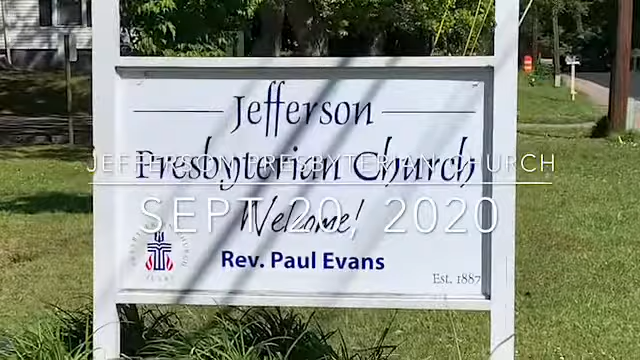 Jefferson
Presbyterian Church
JEFFERSON PRESBYTERIAN CHURCH
SEPT 20, 2020
Welcome!
Rev. Paul Evans
Est. 1887